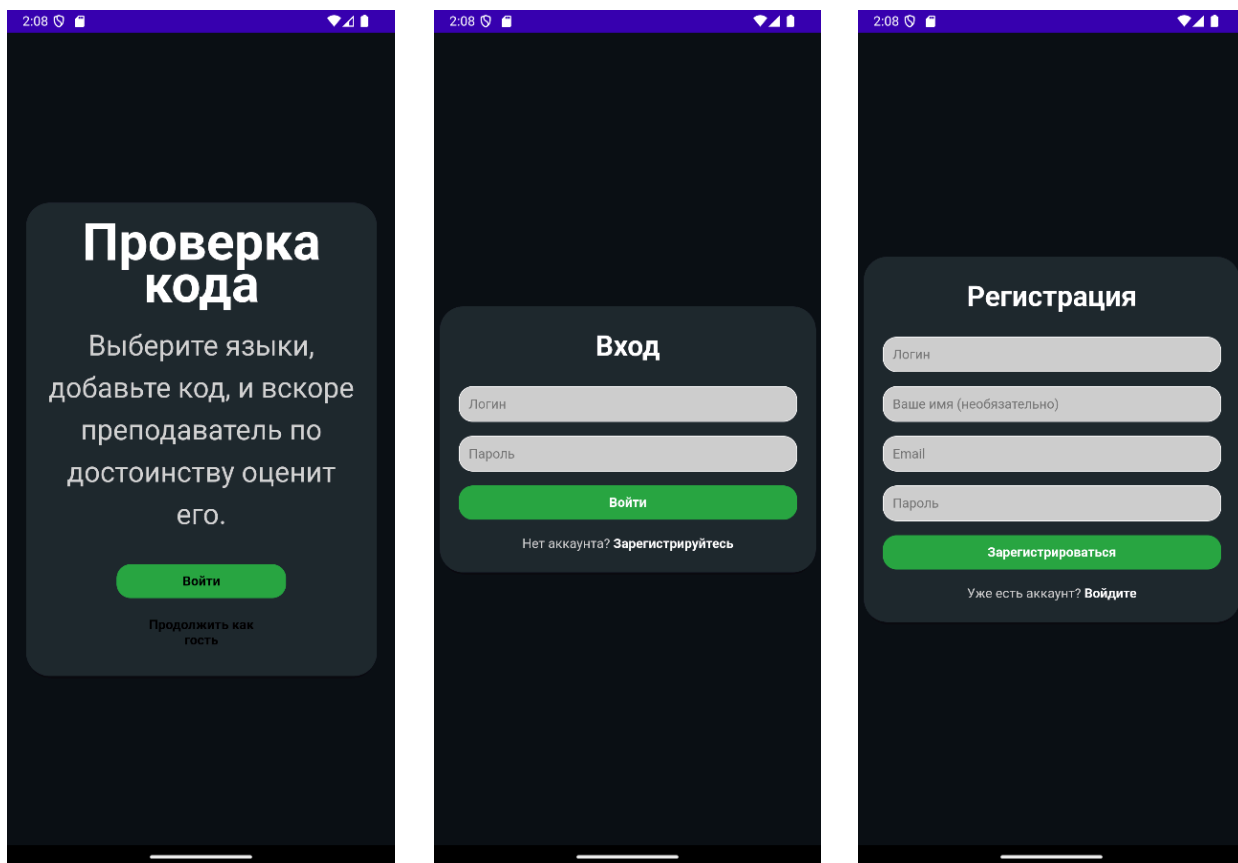 2:08
Проверка
кода
Выберите языки,
добавьте код, и вскоре
преподаватель по
достоинству оценит
его.
Войти
Продолжить как
гость
2:08
Вход
Логин
Пароль
Войти
Нет аккаунта? Зарегистрируйтесь
2:08
Регистрация
Логин
Ваше имя (необязательно)
Email
Пароль
Зарегистрироваться
Уже есть аккаунт? Войдите